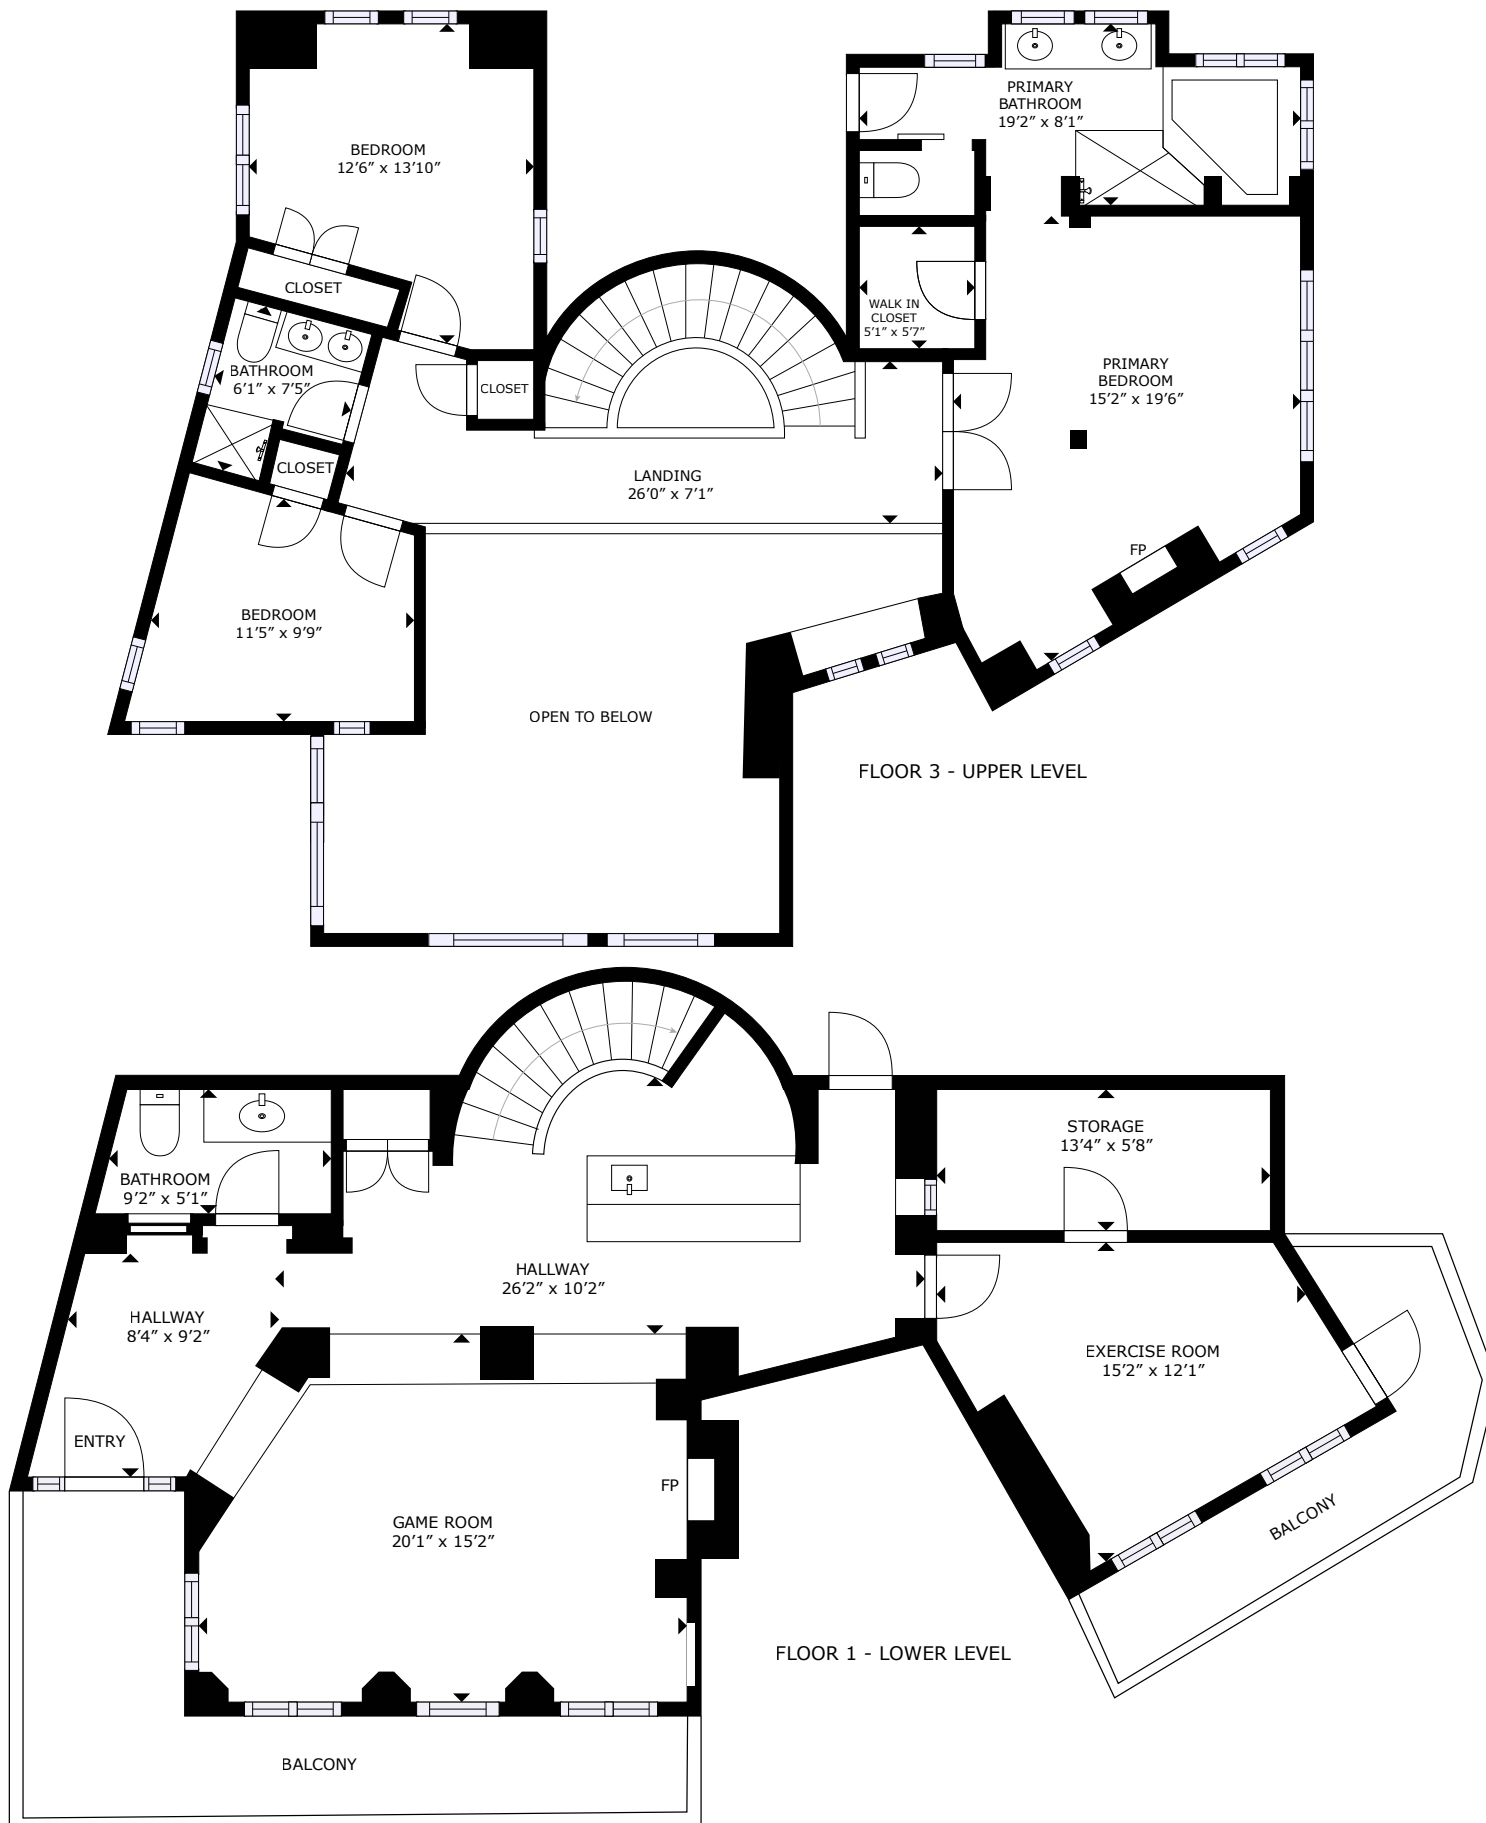 PRIMARY
BATHROOM
19'2" x 8'1"
BEDROOM
12'6" x 13'10"
CLOSET
WALK IN
CLOSET
5'1" x 5'7"
BATHROOM
6'1" x 7'5"
CLOSET
PRIMARY
BEDROOM
15'2" x 19'6"
CLOSET
LANDING
26'0" x 7'1"
FP
BEDROOM
11'5" x 9'9"
OPEN TO BELOW
FLOOR 3 - UPPER LEVEL
STORAGE
13'4" x 5'8"
BATHROOM
9'2" x 5'1"
HALLWAY
26'2" x 10'2"
HALLWAY
8'4" x 9'2"
EXERCISE ROOM
15'2" x 12'1"
ENTRY
FP
GAME ROOM
20'1" x 15'2"
BALCONY
FLOOR 1 - LOWER LEVEL
BALCONY